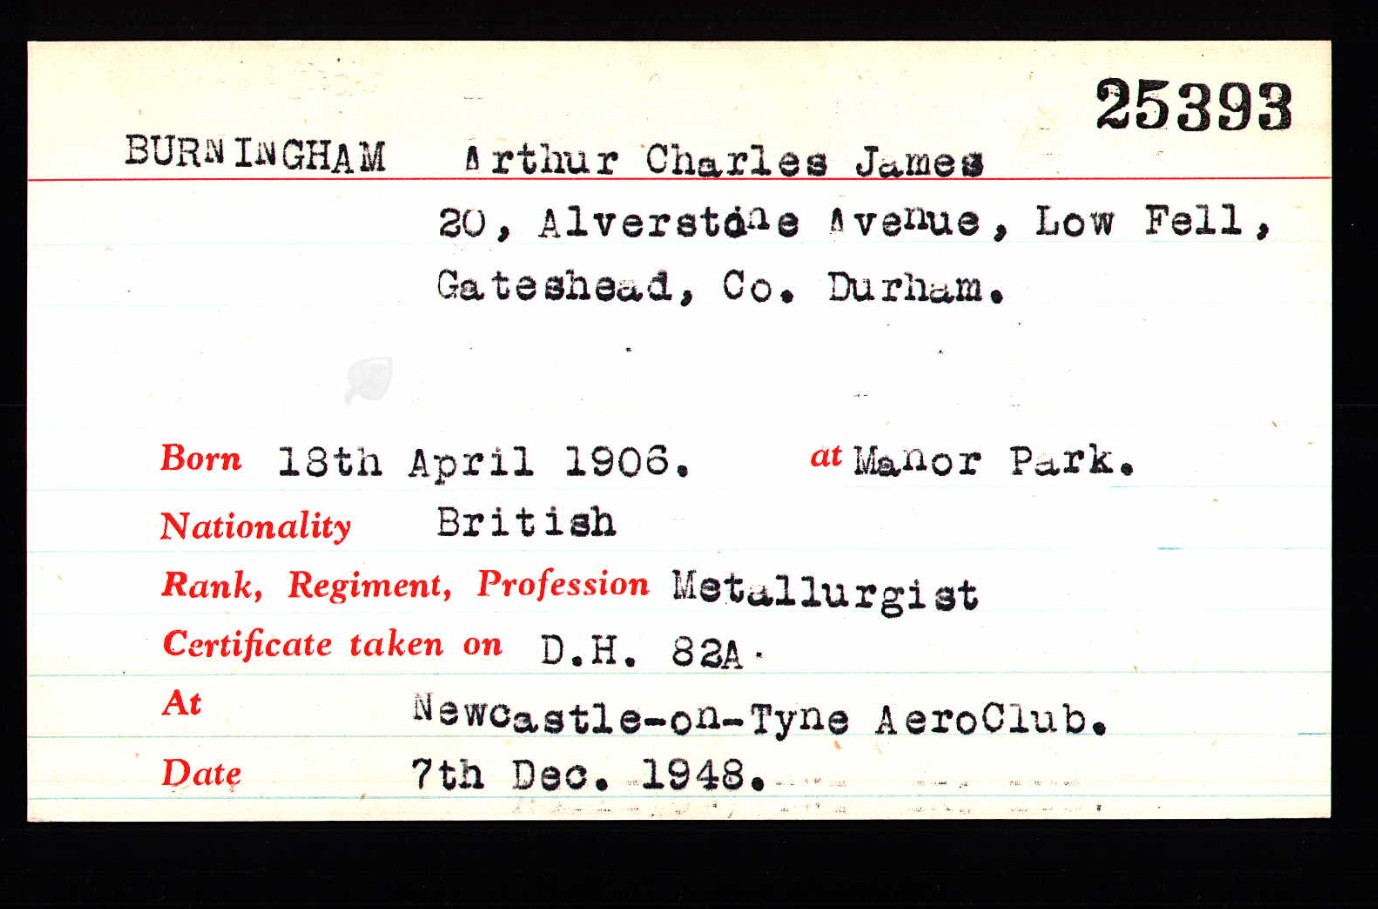 25393
BURNINGHAM Arthur Charles James
20, Alverstone Avenue, Low Fell,
Gateshead, Co. Durham.
Born 18th April 1906. at Manor Park.
Nationality British
Rank, Regiment, Profession Metallurgist
Certificate taken on D.H. 82A.
At Newcastle-on-Tyne AeroClub.
Date 7th Dec. 1948.